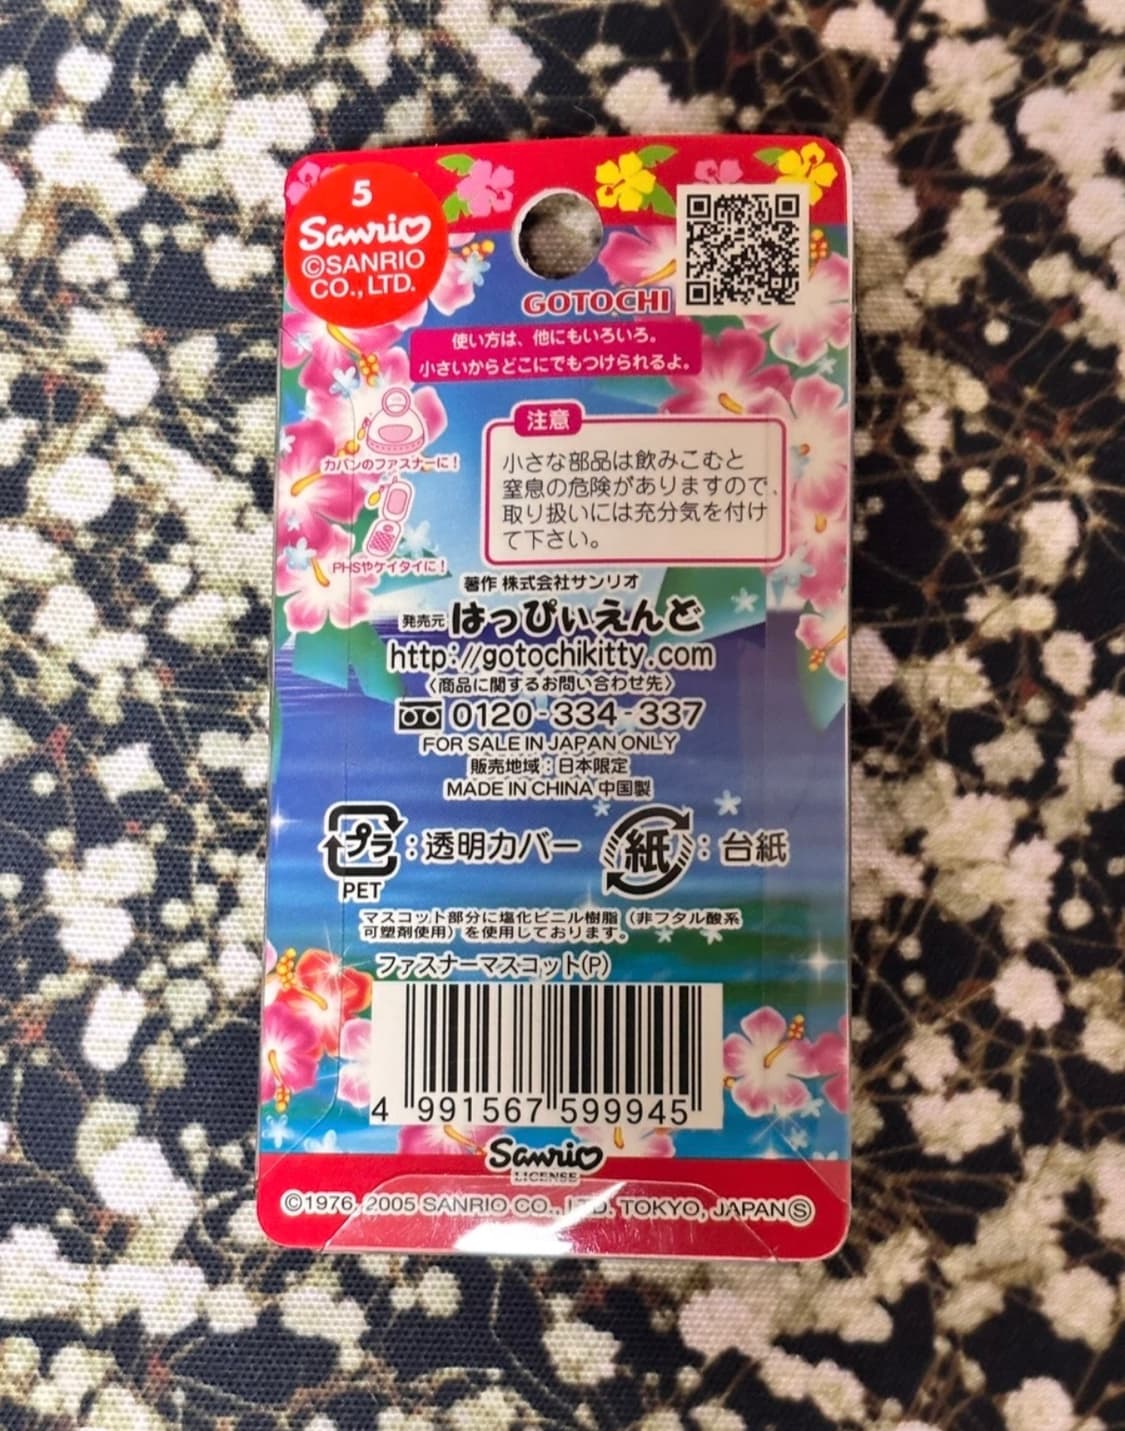 5
Sanrio
©SANRIO
CO., LTD.
GOTOCHI
使い方は、他にもいろいろ。
小さいからどこにでもつけられるよ。
カバンのファスナーに!
PHSやケイタイに!
注意
小さな部品は飲みこむと
窒息の危険がありますので、
取り扱いには充分気を付け
て下さい。
著作 株式会社サンリオ
発売元 はっぴぃえんど
http://gotochikitty.com
〈商品に関するお問い合わせ先〉
0120-334-337
FOR SALE IN JAPAN ONLY
販売地域:日本限定
MADE IN CHINA 中国製
プラ :透明カバー 紙 :台紙
PET
マスコット部分に塩化ビニル樹脂(非フタル酸系
可塑剤使用)を使用しております。
ファスナーマスコット(P)
4 991567 599945
Sanrio
LICENSE
©1976, 2005 SANRIO CO., LTD. TOKYO, JAPAN Ⓢ